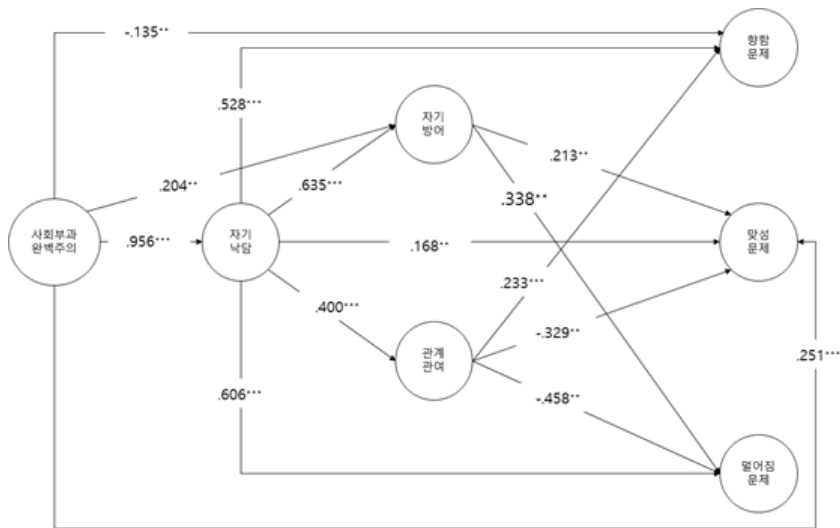 -.135**
향함
문제
.528***
자기
방어
.213**
.204**
.635***
.338**
사회부과
완벽주의
.956***
자기
낙담
.168**
맞섬
문제
.233***
.400***
-.329**
관계
관여
.251***
.606***
-.458**
멀어짐
문제